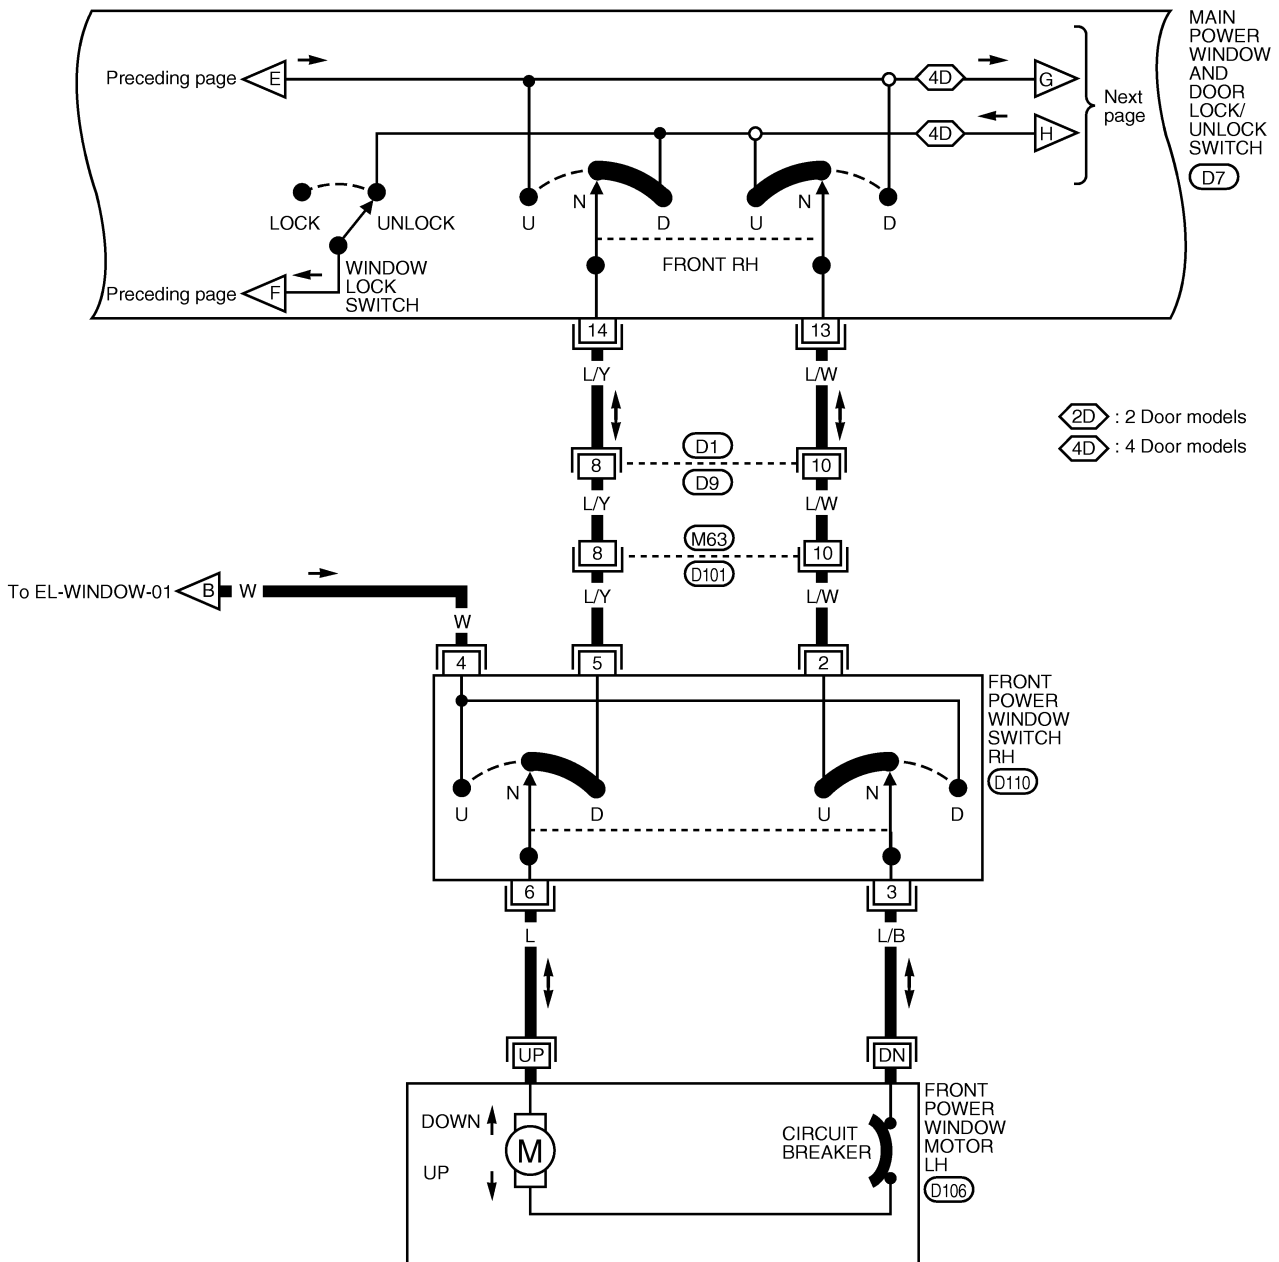 MAIN
POWER
WINDOW
AND
DOOR
LOCK/
UNLOCK
SWITCH
D7
Preceding page E
4D
G
Next
page
4D
H
LOCK
UNLOCK
U
N
D
U
N
D
FRONT RH
WINDOW
LOCK
SWITCH
Preceding page F
14
13
L/Y
L/W
2D : 2 Door models
4D : 4 Door models
8
D1
D9
10
L/Y
L/W
8
M63
D101
10
L/Y
L/W
To EL-WINDOW-01 B W
W
4
5
2
FRONT
POWER
WINDOW
SWITCH
RH
D110
U
N
D
U
N
D
6
3
L
L/B
UP
DN
FRONT
POWER
WINDOW
MOTOR
LH
D106
DOWN
UP
M
CIRCUIT
BREAKER